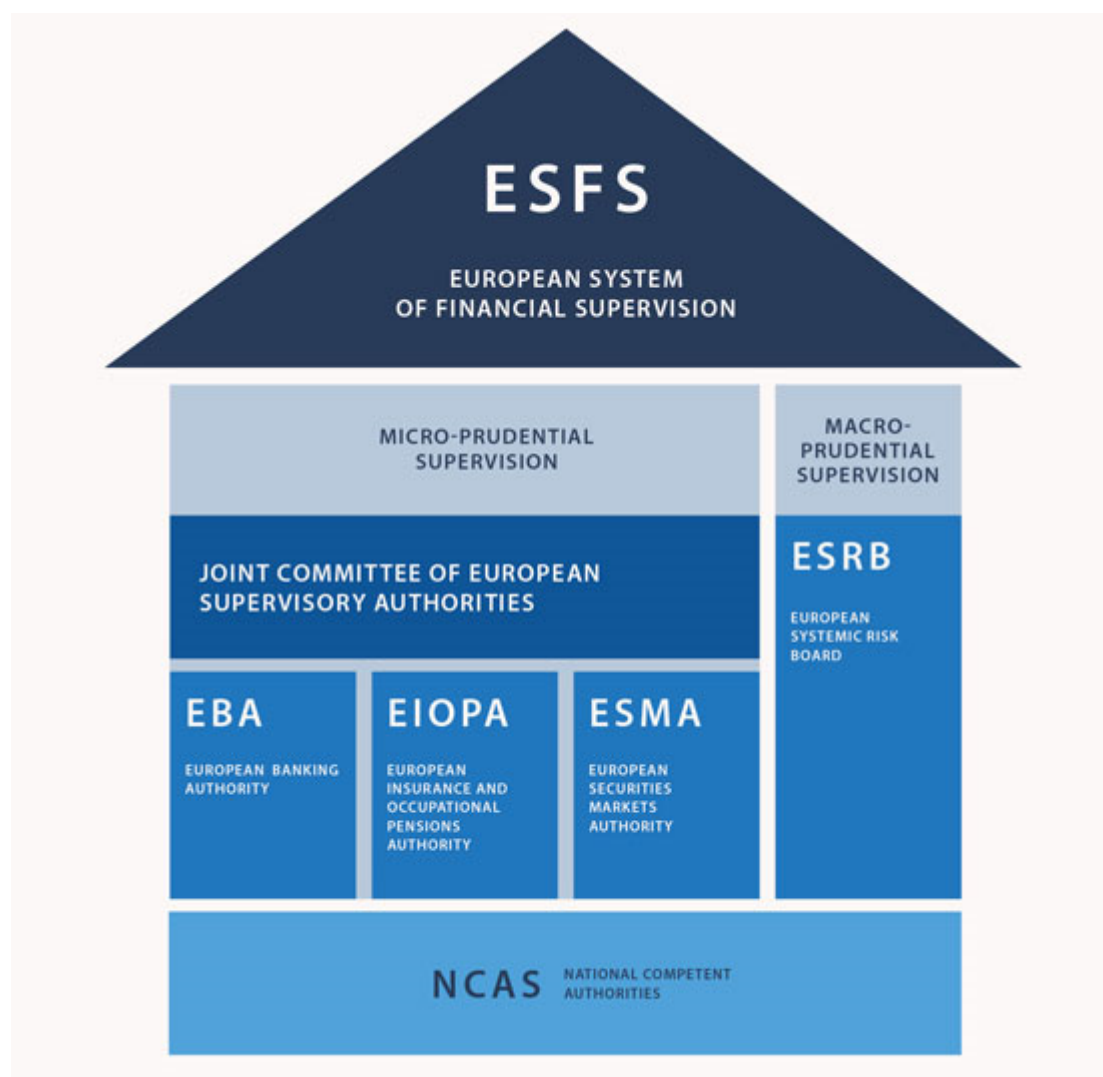 ESFS
EUROPEAN SYSTEM
OF FINANCIAL SUPERVISION
MICRO-PRUDENTIAL
SUPERVISION
MACRO-
PRUDENTIAL
SUPERVISION
JOINT COMMITTEE OF EUROPEAN
SUPERVISORY AUTHORITIES
ESRB
EUROPEAN
SYSTEMIC RISK
BOARD
EBA
EUROPEAN BANKING
AUTHORITY
EIOPA
EUROPEAN
INSURANCE AND
OCCUPATIONAL
PENSIONS
AUTHORITY
ESMA
EUROPEAN
SECURITIES
MARKETS
AUTHORITY
NCAS
NATIONAL COMPETENT
AUTHORITIES